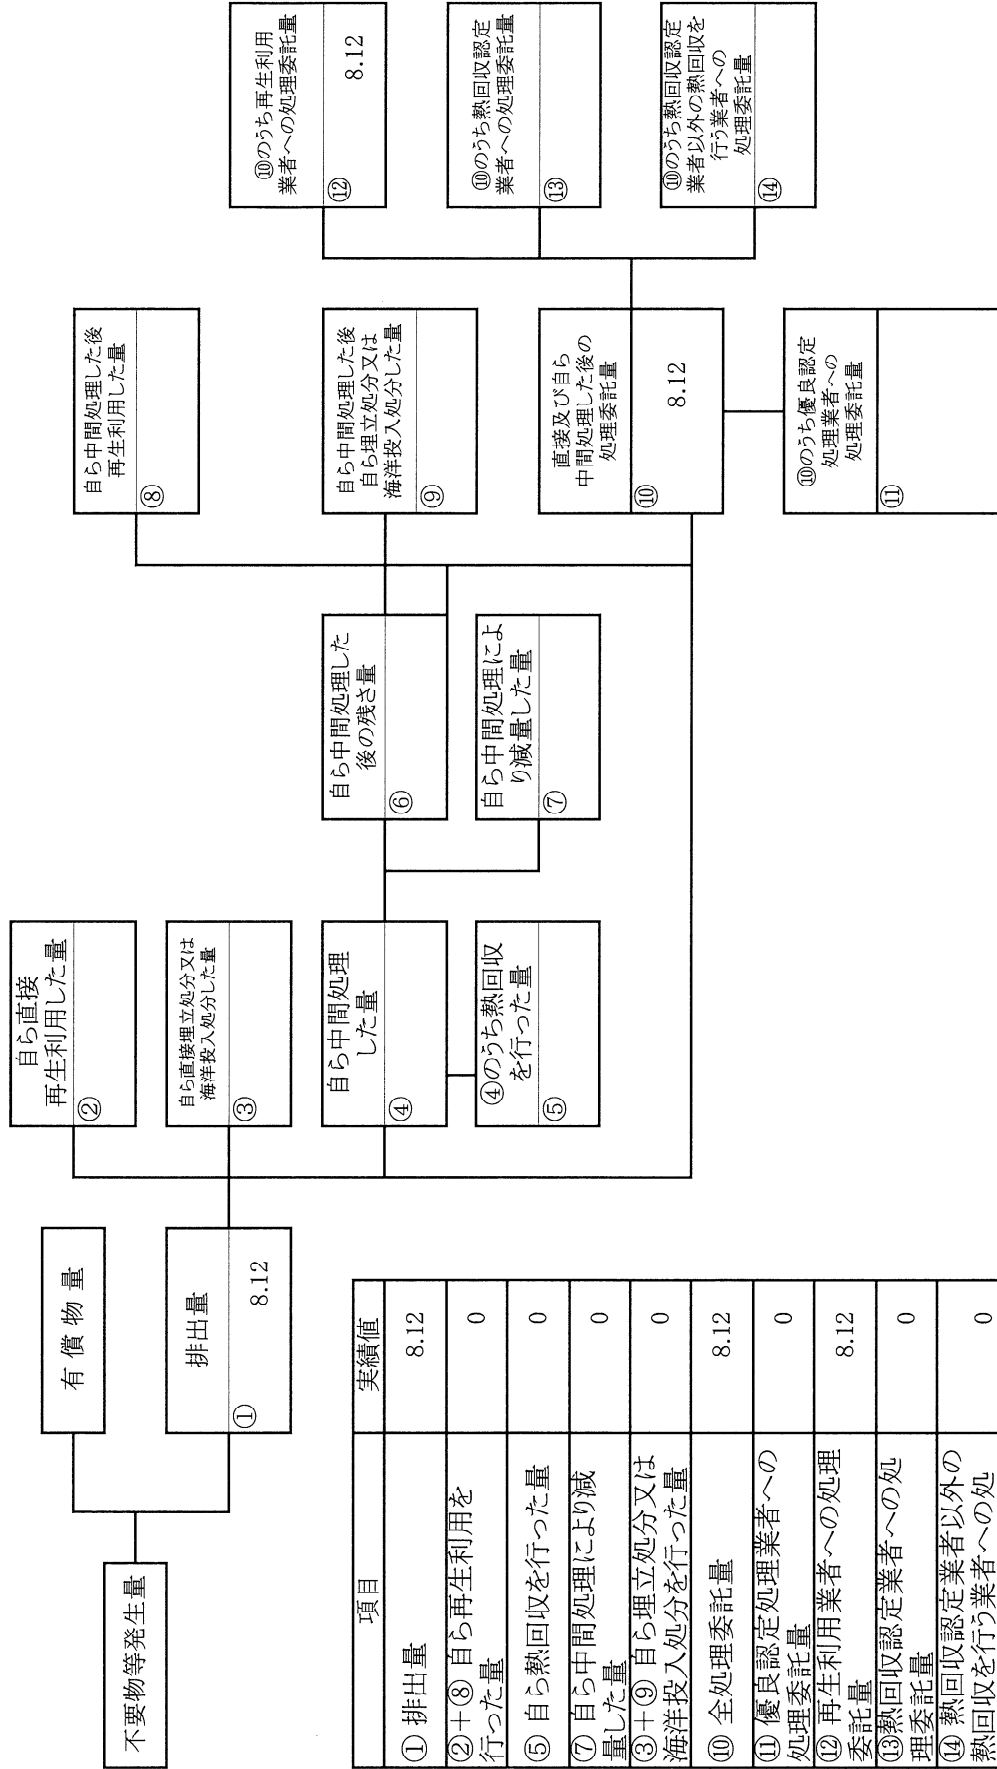 不要物等発生量
有償物量
排出量
①
8.12
自ら直接
再生利用した量
②
自ら直接埋立処分又は
海洋投入処分した量
③
自ら中間処理
した量
④
④のうち熱回収
を行った量
⑤
自ら中間処理した
後の残さ量
⑥
自ら中間処理によ
り減量した量
⑦
自ら中間処理した後
再生利用した量
⑧
自ら中間処理した後
自ら埋立処分又は
海洋投入処分した量
⑨
直接及び自ら
中間処理した後の
処理委託量
⑩
8.12
⑩のうち優良認定
処理業者への
処理委託量
⑪
⑩のうち再生利用
業者への処理委託量
⑫
8.12
⑩のうち熱回収認定
業者への処理委託量
⑬
⑩のうち熱回収認定
業者以外の熱回収を
行う業者への
処理委託量
⑭
項目 実績値
①排出量 8.12
②+⑧ 自ら再生利用を
行った量 0
⑤ 自ら熱回収を行った量 0
⑦ 自ら中間処理により減
量した量 0
③+⑨ 自ら埋立処分又は
海洋投入処分を行った量 0
⑩ 全処理委託量 8.12
⑪ 優良認定処理業者への
処理委託量 0
⑫ 再生利用業者への処理
委託量 8.12
⑬熱回収認定業者への処
理委託量 0
⑭ 熱回収認定業者以外の
熱回収を行う業者への処 0